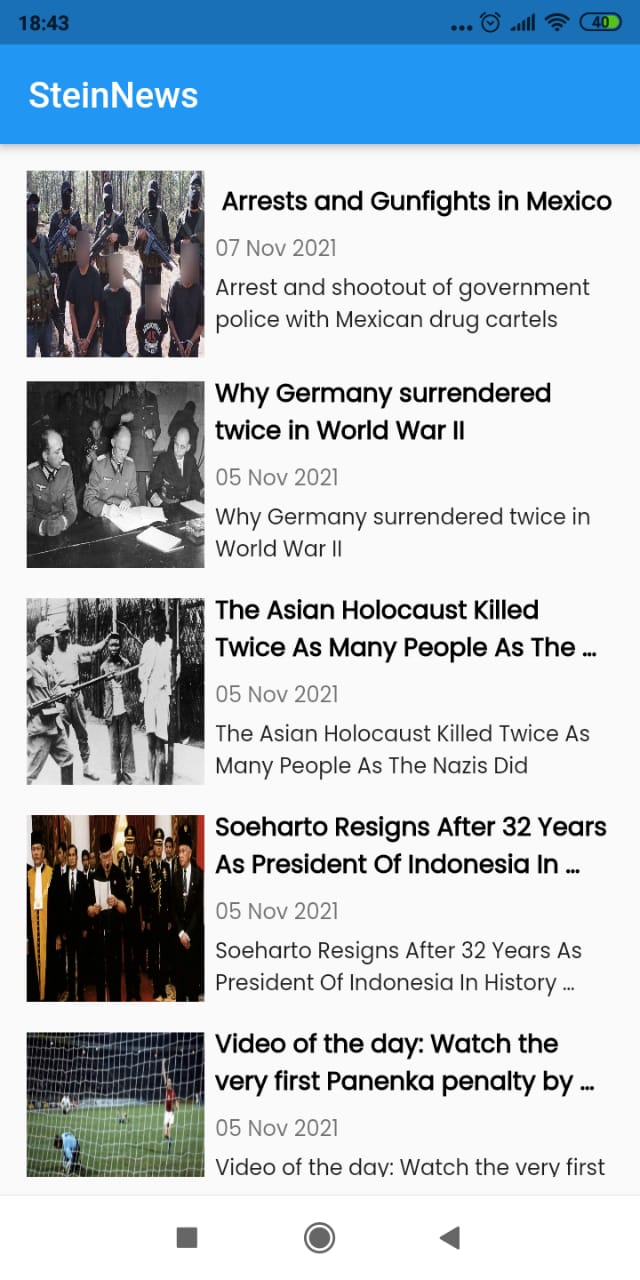 18:43
40
SteinNews
Arrests and Gunfights in Mexico
07 Nov 2021
Arrest and shootout of government
police with Mexican drug cartels
Why Germany surrendered
twice in World War II
05 Nov 2021
Why Germany surrendered twice in
World War II
The Asian Holocaust Killed
Twice As Many People As The ...
05 Nov 2021
The Asian Holocaust Killed Twice As
Many People As The Nazis Did
Soeharto Resigns After 32 Years
As President Of Indonesia In ...
05 Nov 2021
Soeharto Resigns After 32 Years As
President Of Indonesia In History ...
Video of the day: Watch the
very first Panenka penalty by ...
05 Nov 2021
Video of the day: Watch the very first